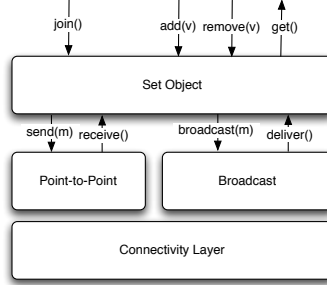 join() add(v) remove(v) get()
Set Object
send(m) receive() broadcast(m) deliver()
Point-to-Point Broadcast
Connectivity Layer